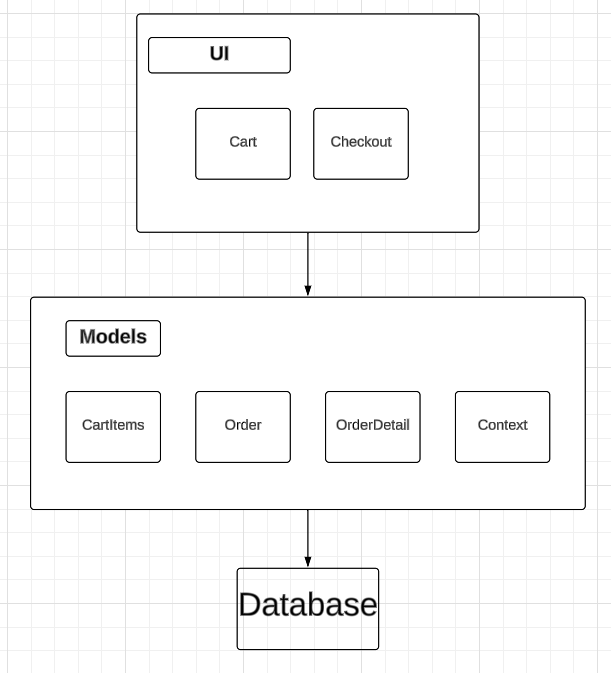 UI
Cart
Checkout
Models
CartItems
Order
OrderDetail
Context
Database